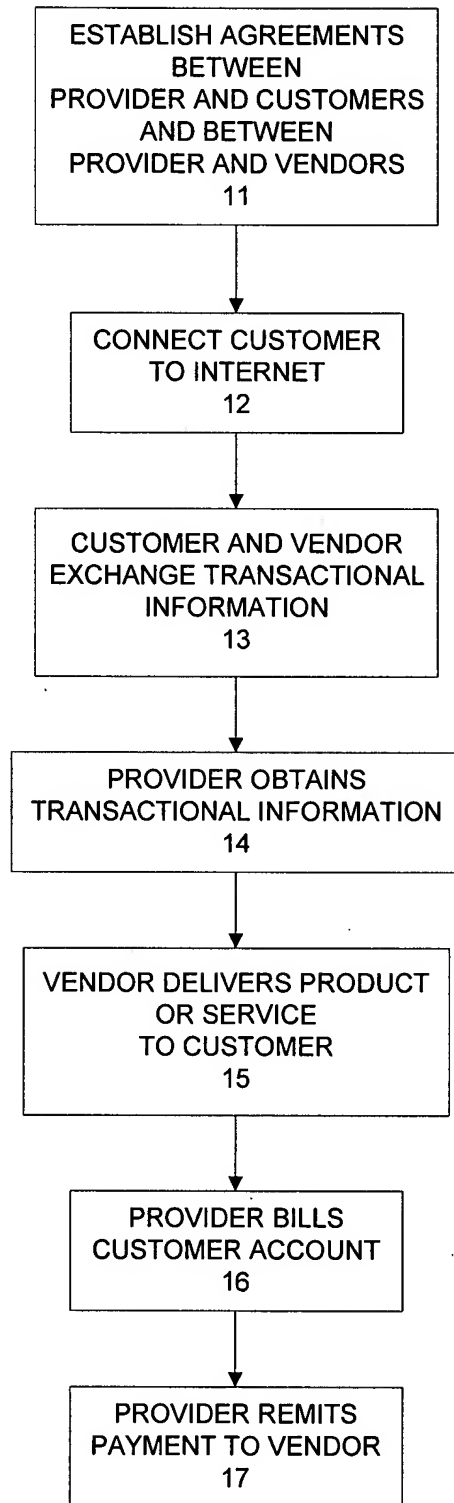 ESTABLISH AGREEMENTS
BETWEEN
PROVIDER AND CUSTOMERS
AND BETWEEN
PROVIDER AND VENDORS
11
CONNECT CUSTOMER
TO INTERNET
12
CUSTOMER AND VENDOR
EXCHANGE TRANSACTIONAL
INFORMATION
13
PROVIDER OBTAINS
TRANSACTIONAL INFORMATION
14
VENDOR DELIVERS PRODUCT
OR SERVICE
TO CUSTOMER
15
PROVIDER BILLS
CUSTOMER ACCOUNT
16
PROVIDER REMITS
PAYMENT TO VENDOR
17